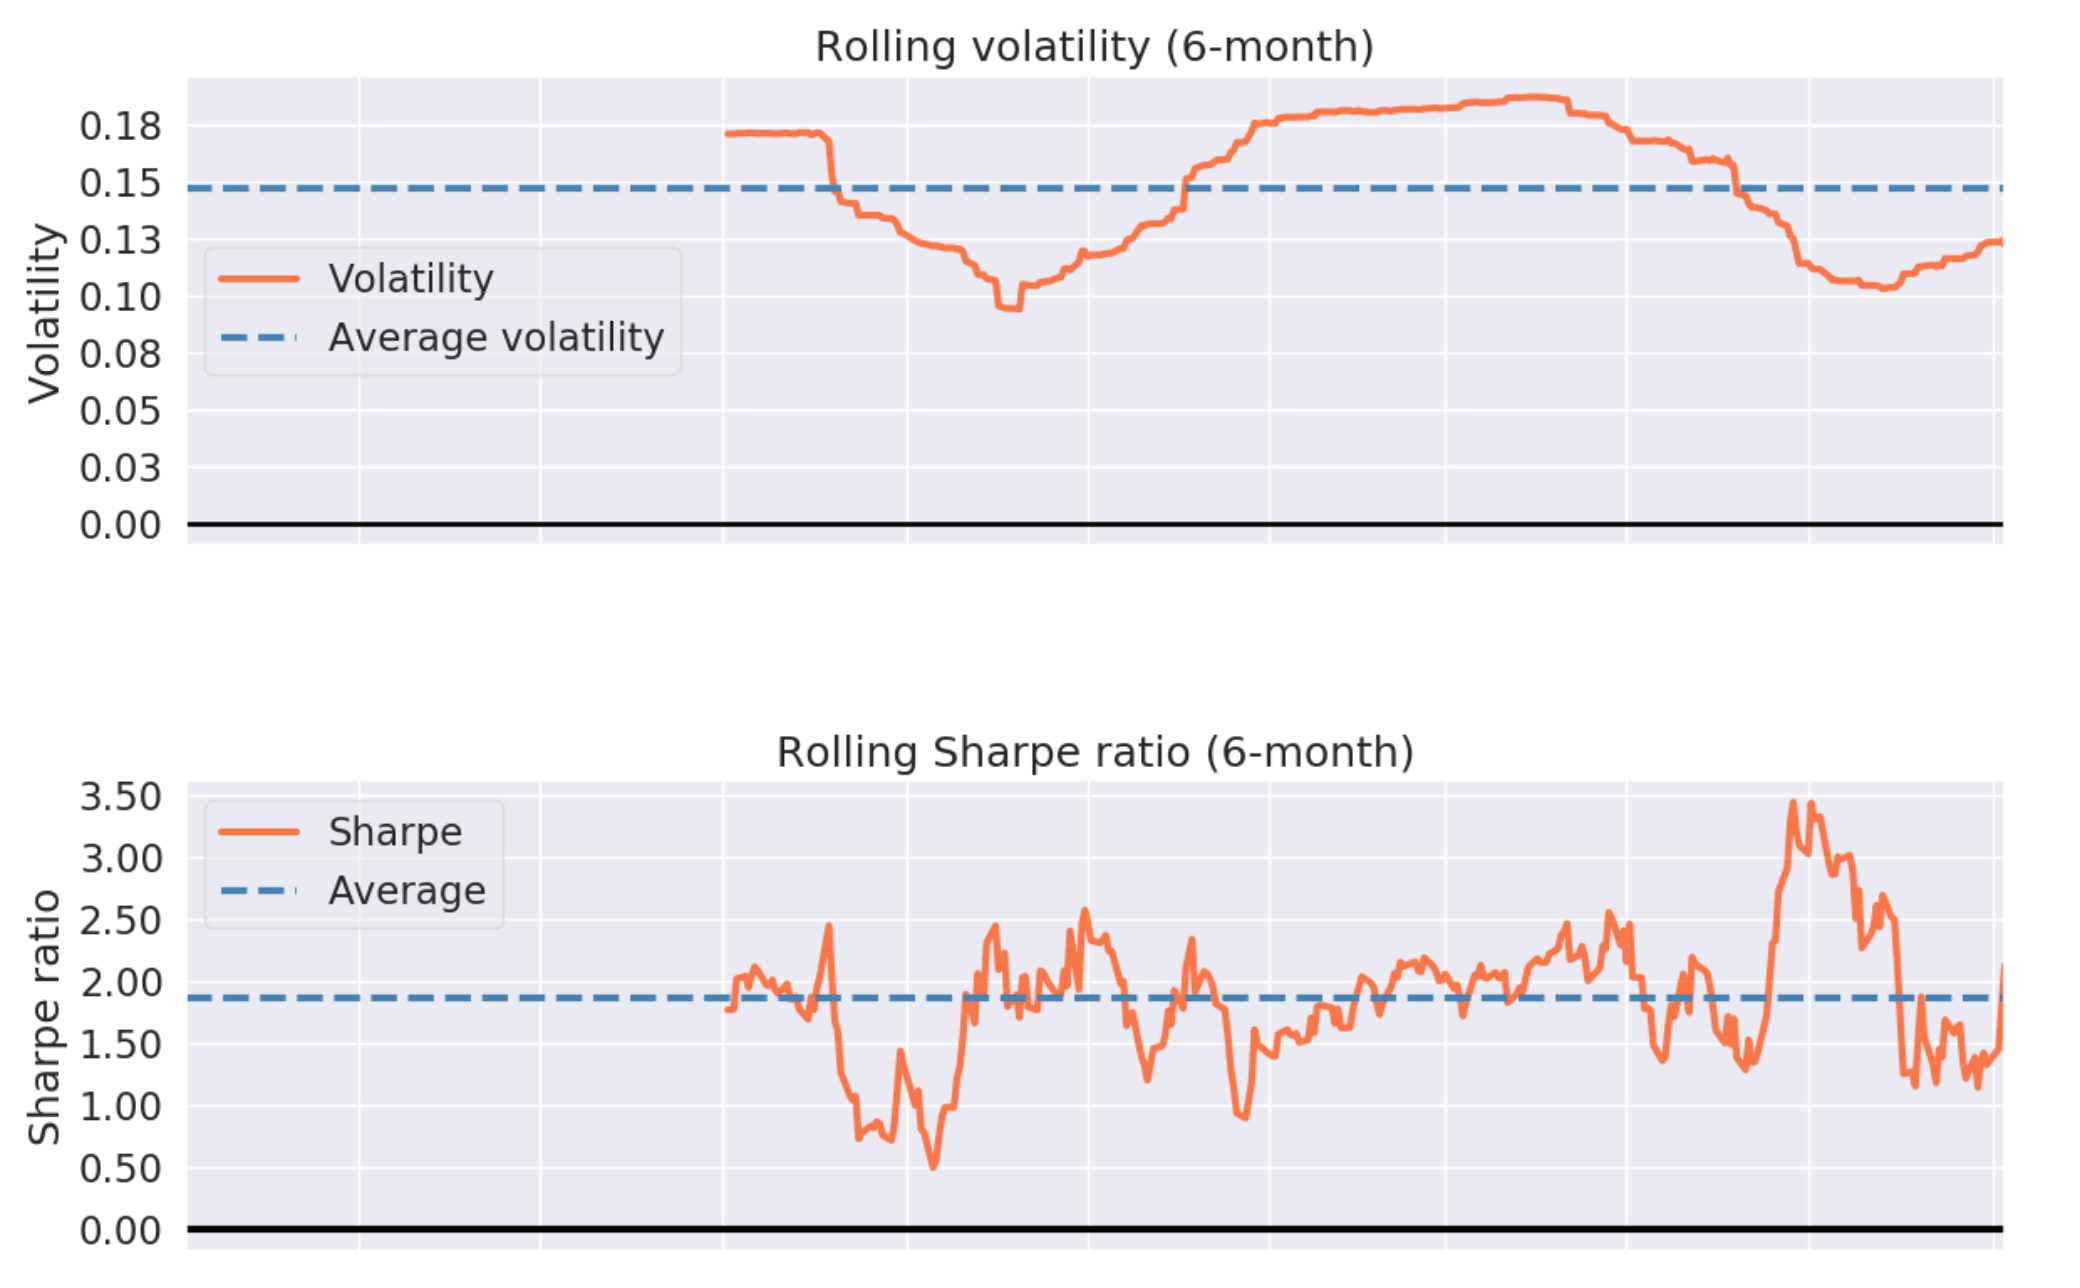 Rolling volatility (6-month)
0.18
0.15
0.13
0.10
0.08
0.05
0.03
0.00
Volatility
Volatility
Average volatility
Rolling Sharpe ratio (6-month)
3.50
3.00
2.50
2.00
1.50
1.00
0.50
0.00
Sharpe ratio
Sharpe
Average